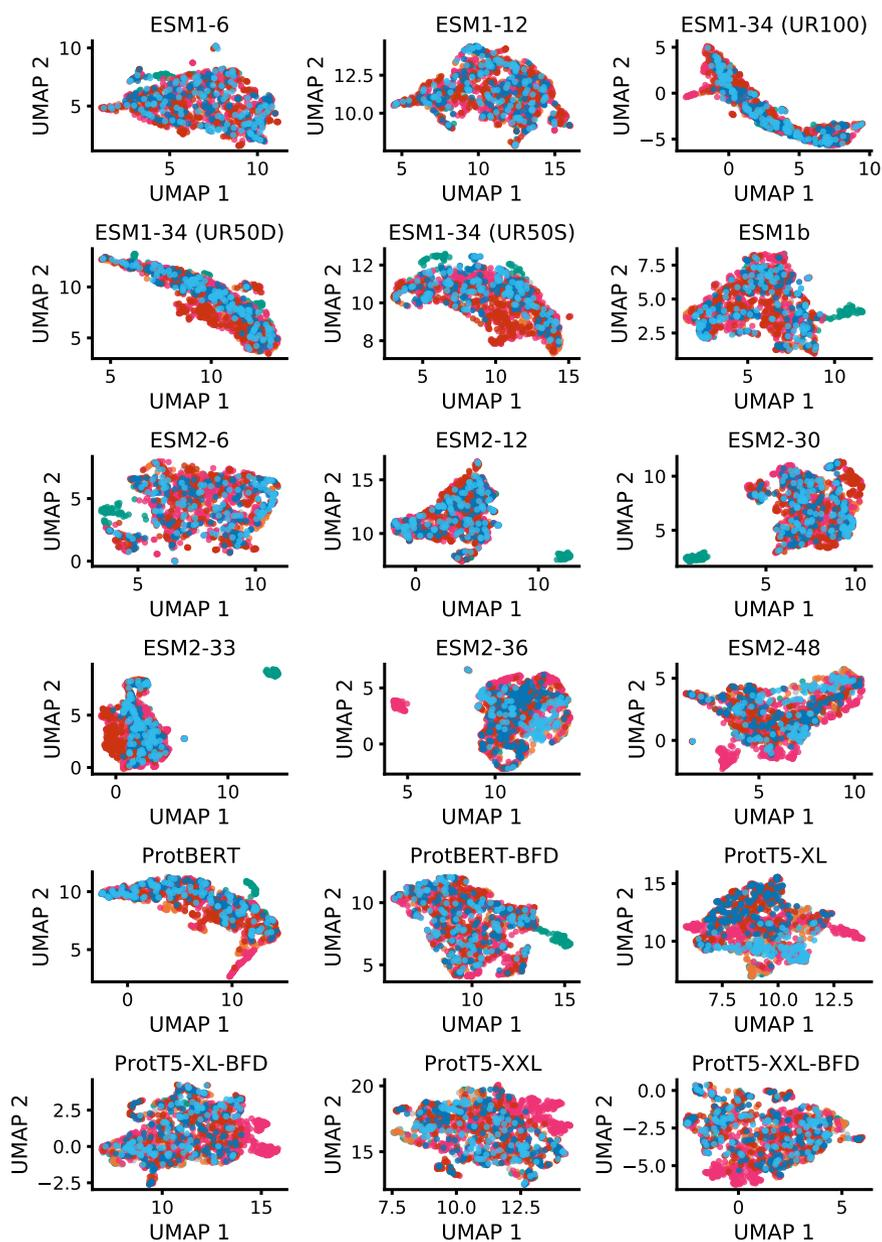 ESM1-6 ESM1-12 ESM1-34 (UR100)
UMAP 2 10 5 UMAP 2 12.5 10.0 UMAP 2 5 0 −5
5 10 5 10 15 0 5 10
UMAP 1 UMAP 1 UMAP 1
ESM1-34 (UR50D) ESM1-34 (UR50S) ESM1b
UMAP 2 10 5 UMAP 2 12 10 8 UMAP 2 7.5 5.0 2.5
5 10 5 10 15 5 10
UMAP 1 UMAP 1 UMAP 1
ESM2-6 ESM2-12 ESM2-30
UMAP 2 5 0 UMAP 2 15 10 UMAP 2 10 5
5 10 0 10 5 10
UMAP 1 UMAP 1 UMAP 1
ESM2-33 ESM2-36 ESM2-48
UMAP 2 5 0 UMAP 2 5 0 UMAP 2 5 0
0 10 5 10 5 10
UMAP 1 UMAP 1 UMAP 1
ProtBERT ProtBERT-BFD ProtT5-XL
UMAP 2 10 5 UMAP 2 10 5 UMAP 2 15 10
0 10 10 15 7.5 10.0 12.5
UMAP 1 UMAP 1 UMAP 1
ProtT5-XL-BFD ProtT5-XXL ProtT5-XXL-BFD
UMAP 2 2.5 0.0 −2.5 UMAP 2 20 15 UMAP 2 0.0 −2.5 −5.0
10 15 7.5 10.0 12.5 0 5
UMAP 1 UMAP 1 UMAP 1